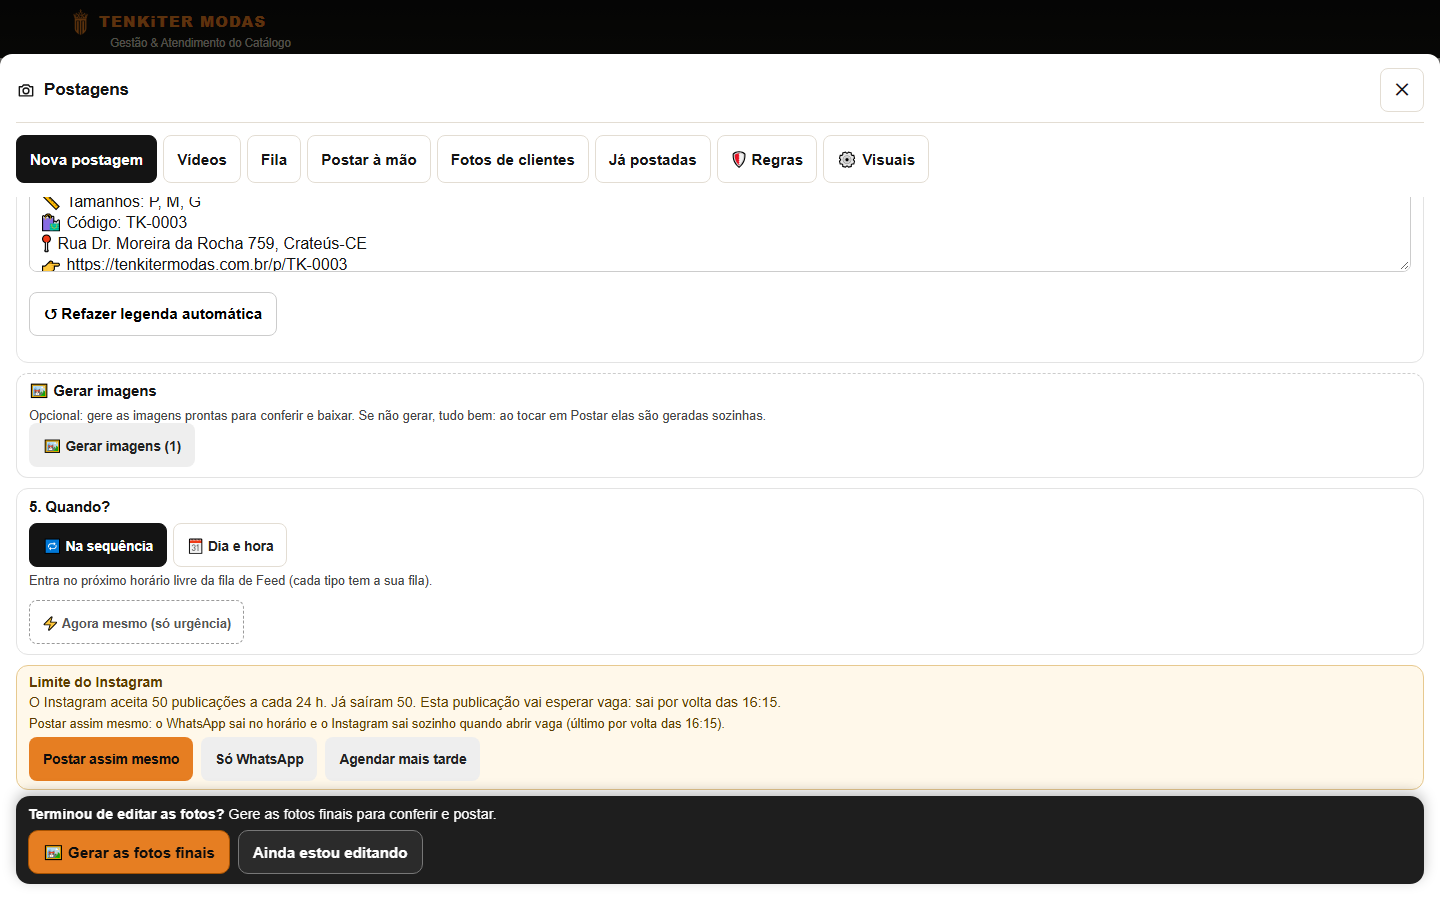 TENKiTER MODAS
Gestão & Atendimento do Catálogo
Postagens
Nova postagem
Vídeos
Fila
Postar à mão
Fotos de clientes
Já postadas
Regras
Visuais
Tamanhos: P, M, G
Código: TK-0003
Rua Dr. Moreira da Rocha 759, Crateús-CE
https://tenkitermodas.com.br/p/TK-0003
↺ Refazer legenda automática
Gerar imagens
Opcional: gere as imagens prontas para conferir e baixar. Se não gerar, tudo bem: ao tocar em Postar elas são geradas sozinhas.
Gerar imagens (1)
5. Quando?
Na sequência
Dia e hora
Entra no próximo horário livre da fila de Feed (cada tipo tem a sua fila).
Agora mesmo (só urgência)
Limite do Instagram
O Instagram aceita 50 publicações a cada 24 h. Já saíram 50. Esta publicação vai esperar vaga: sai por volta das 16:15.
Postar assim mesmo: o WhatsApp sai no horário e o Instagram sai sozinho quando abrir vaga (último por volta das 16:15).
Postar assim mesmo
Só WhatsApp
Agendar mais tarde
Terminou de editar as fotos? Gere as fotos finais para conferir e postar.
Gerar as fotos finais
Ainda estou editando